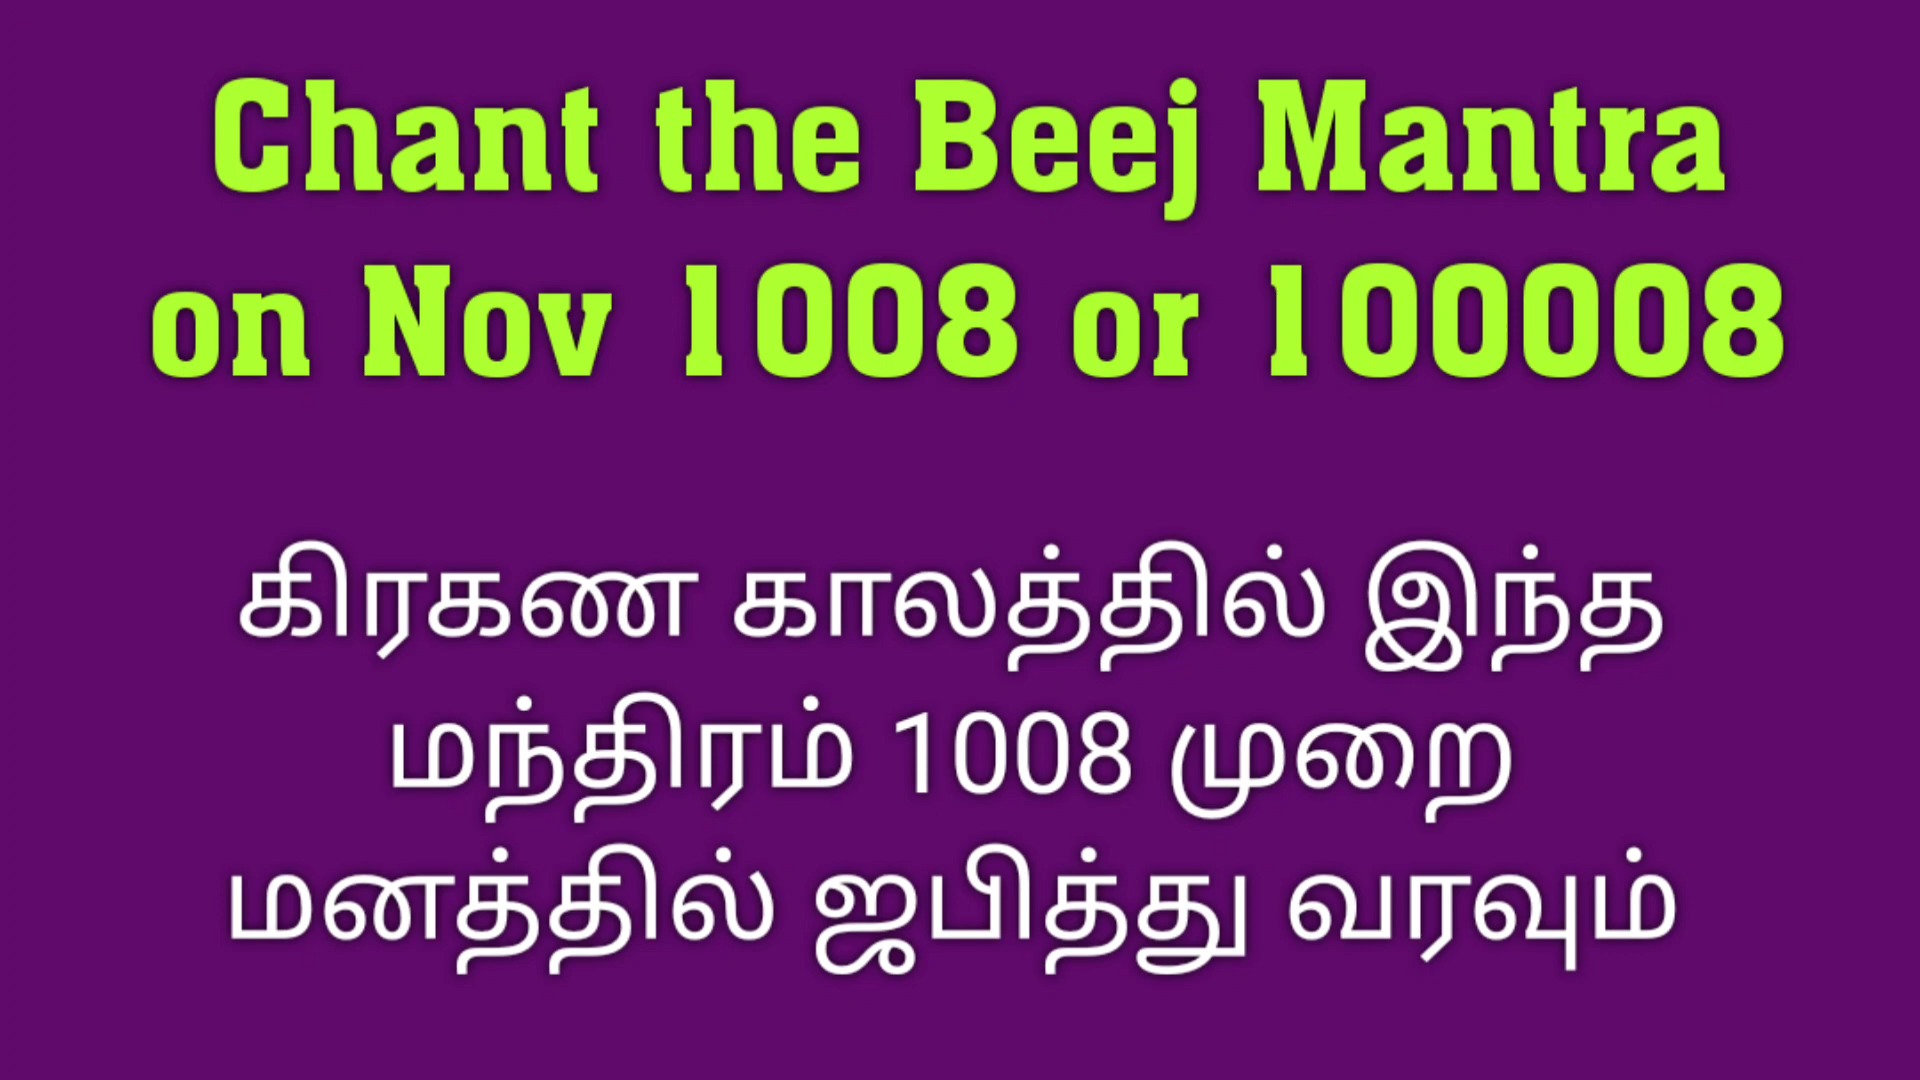 Chant the Beej Mantra
on Nov 1008 or 100008
கிரகண காலத்தில் இந்த
மந்திரம் 1008 முறை
மனத்தில் ஜபித்து வரவும்